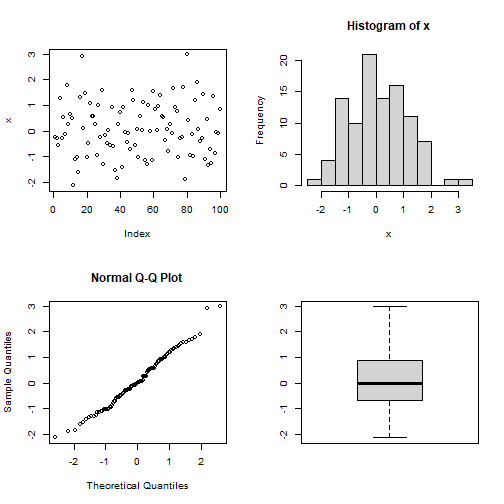 3
2
1
0
-1
-2
x
0 20 40 60 80 100
Index
Histogram of x
20
15
10
5
0
Frequency
-2 -1 0 1 2 3
x
Normal Q-Q Plot
3
2
1
0
-1
-2
Sample Quantiles
-2 -1 0 1 2
Theoretical Quantiles
3
2
1
0
-1
-2